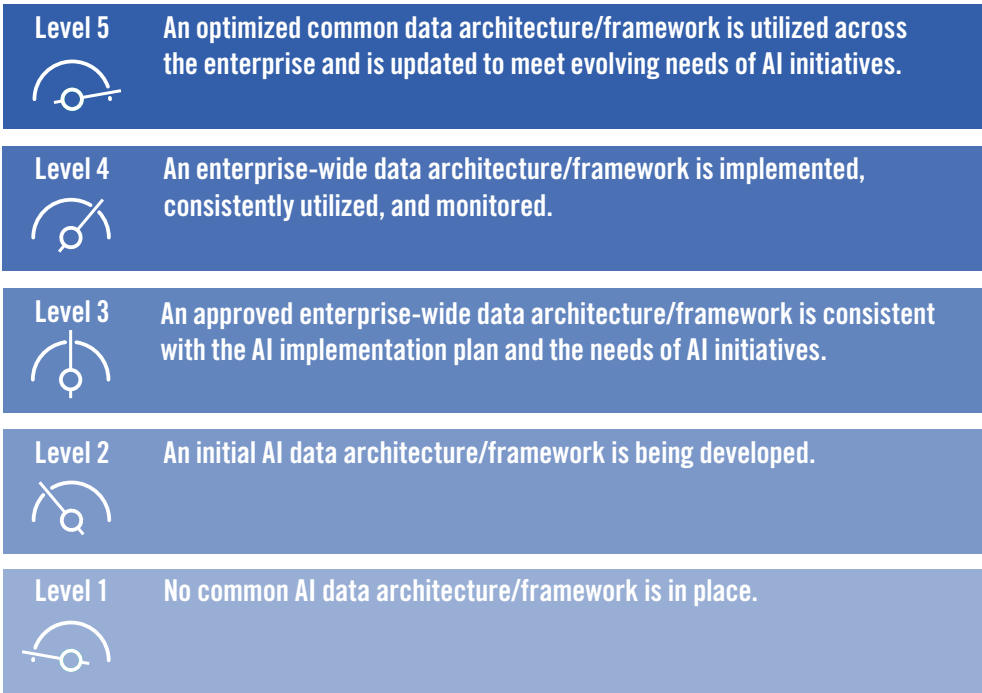 Level 5
An optimized common data architecture/framework is utilized across
the enterprise and is updated to meet evolving needs of AI initiatives.
Level 4
An enterprise-wide data architecture/framework is implemented,
consistently utilized, and monitored.
Level 3
An approved enterprise-wide data architecture/framework is consistent
with the AI implementation plan and the needs of AI initiatives.
Level 2
An initial AI data architecture/framework is being developed.
Level 1
No common AI data architecture/framework is in place.